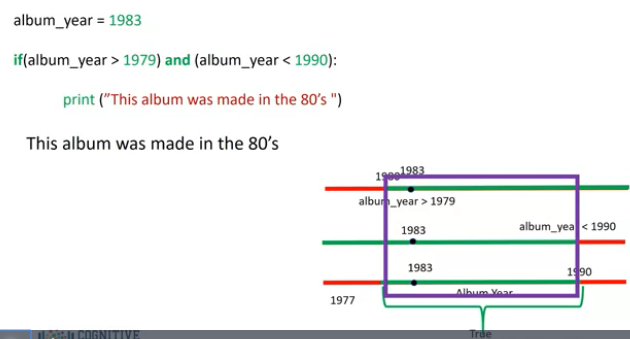 album_year = 1983
if(album_year > 1979) and (album_year < 1990):
print (”This album was made in the 80’s ")
This album was made in the 80’s
1980
1983
album_year > 1979
album_year < 1990
1983
1983
1990
Album Year
1977
True
COGNITIVE